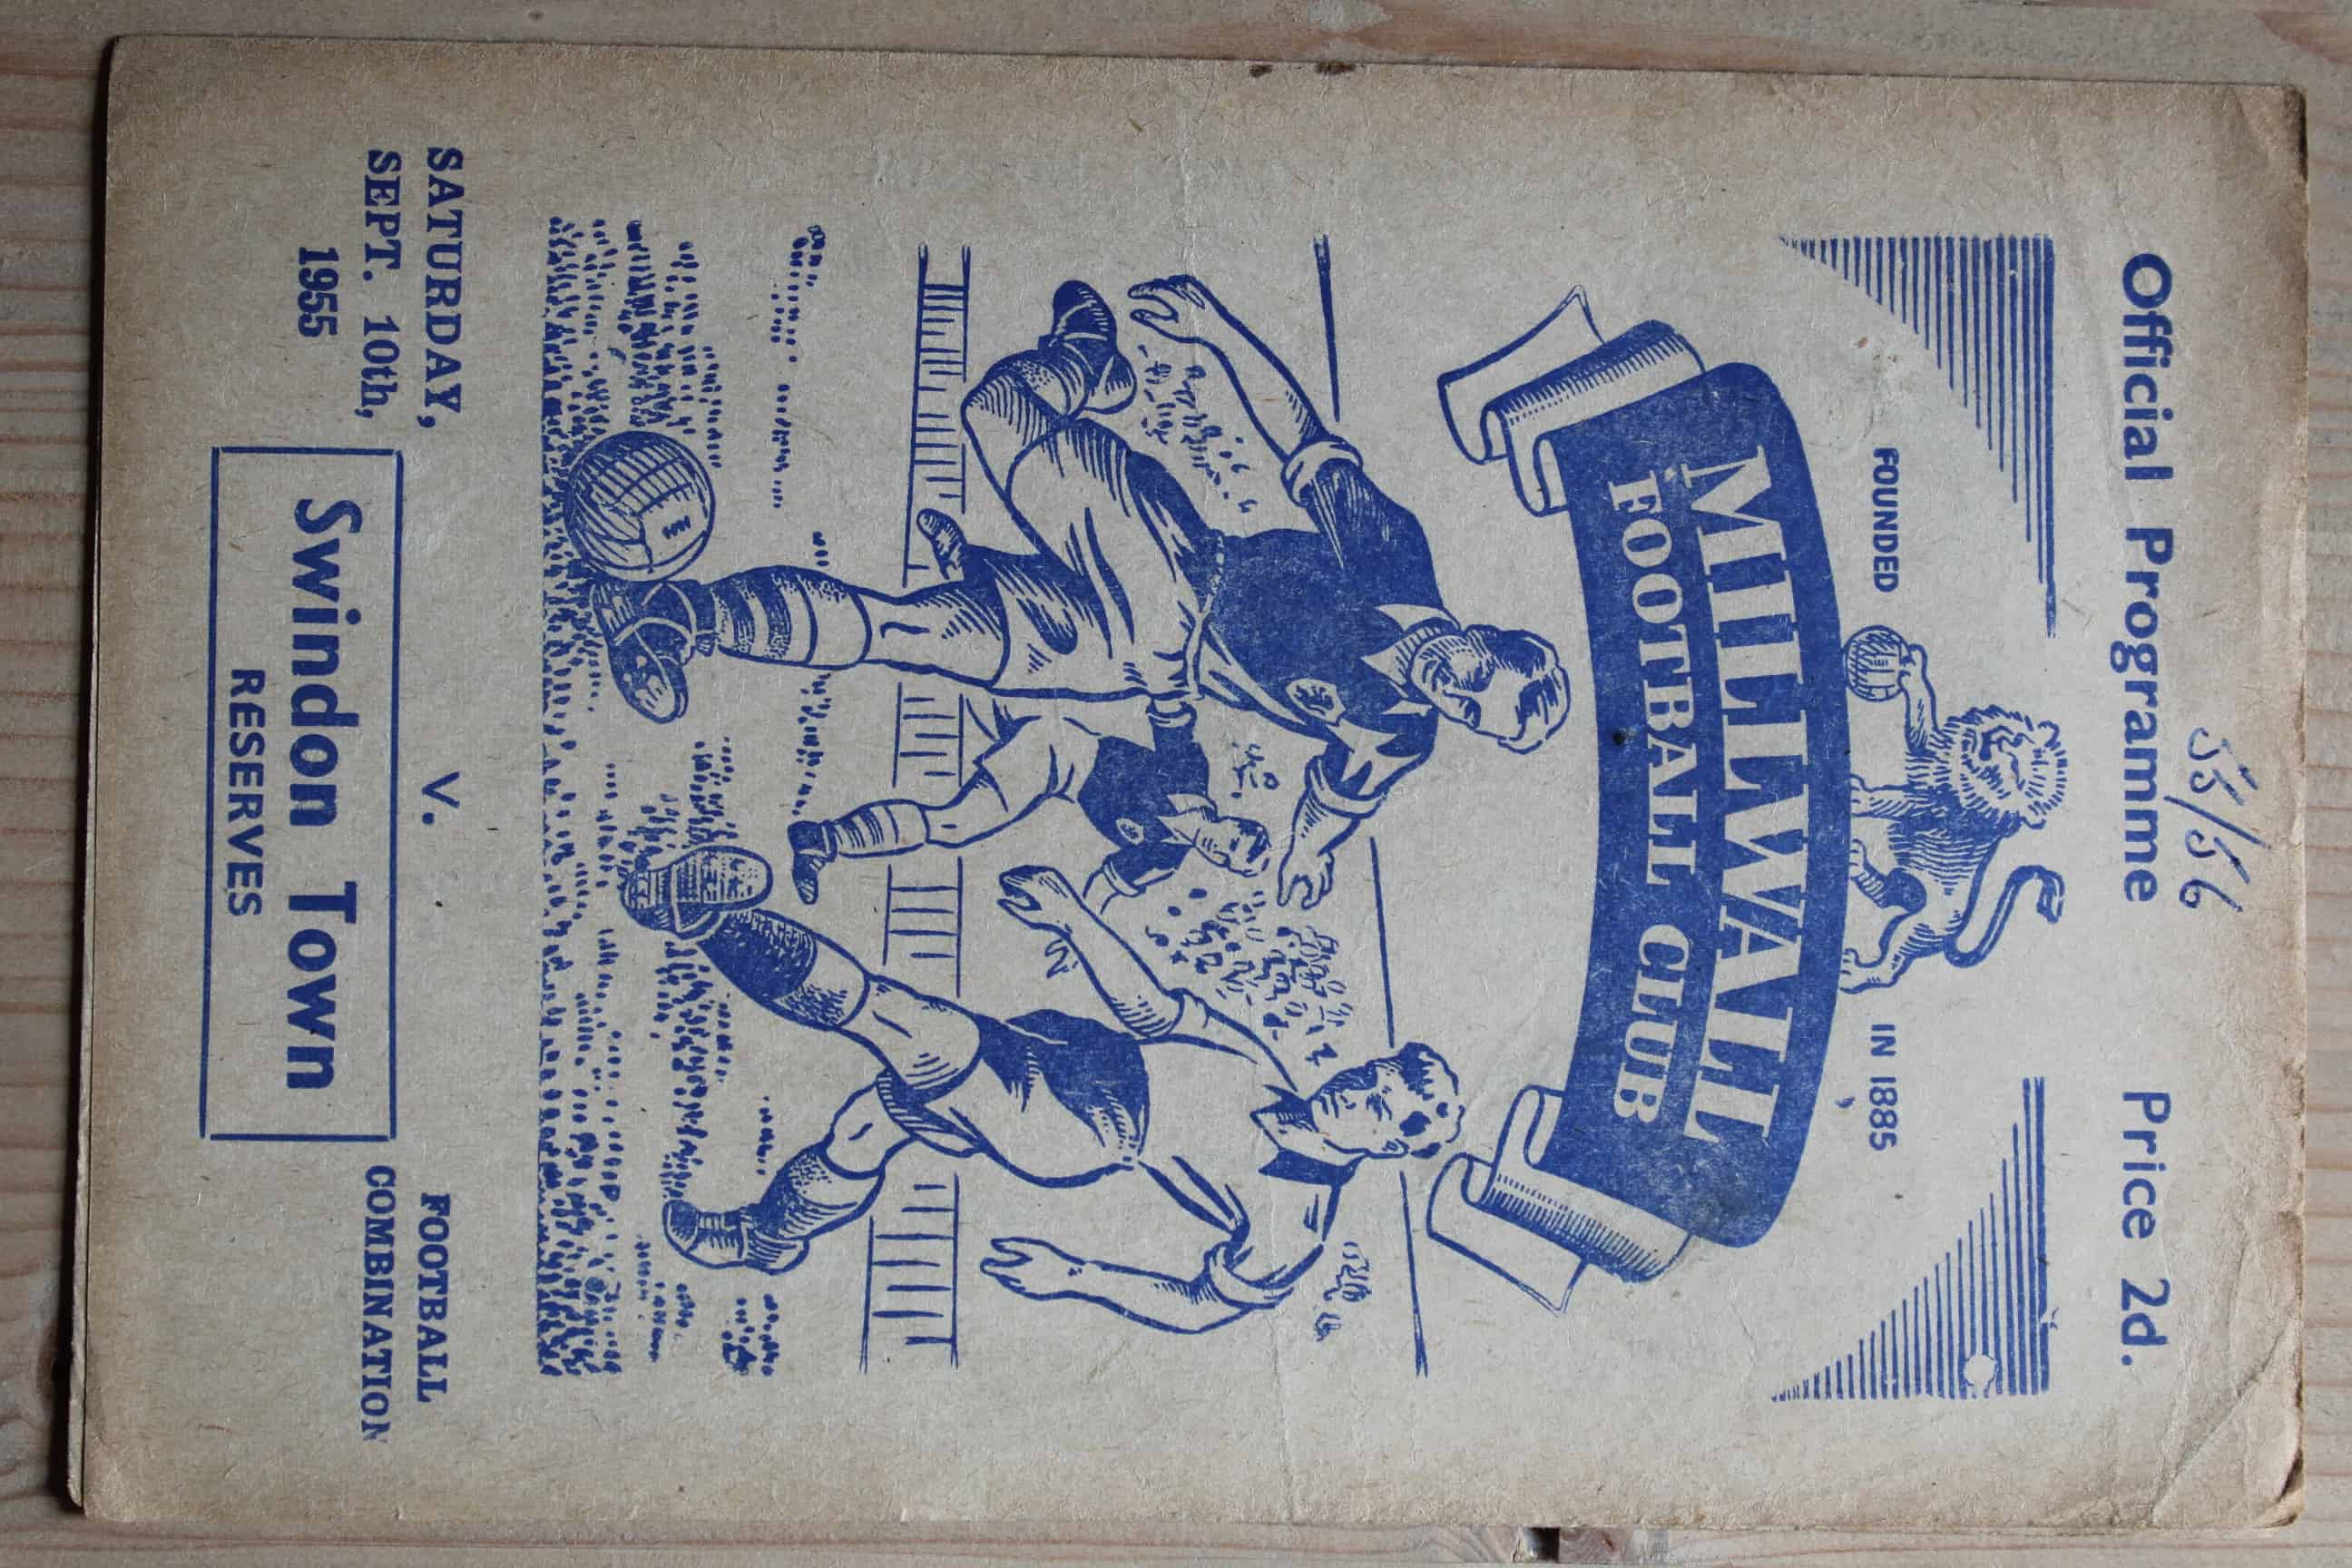 55/56
Official Programme Price 2d.
FOUNDED IN 1885
MILLWALL
FOOTBALL CLUB
SATURDAY,
SEPT. 10th,
1955
V.
FOOTBALL
COMBINATION
Swindon Town
RESERVES